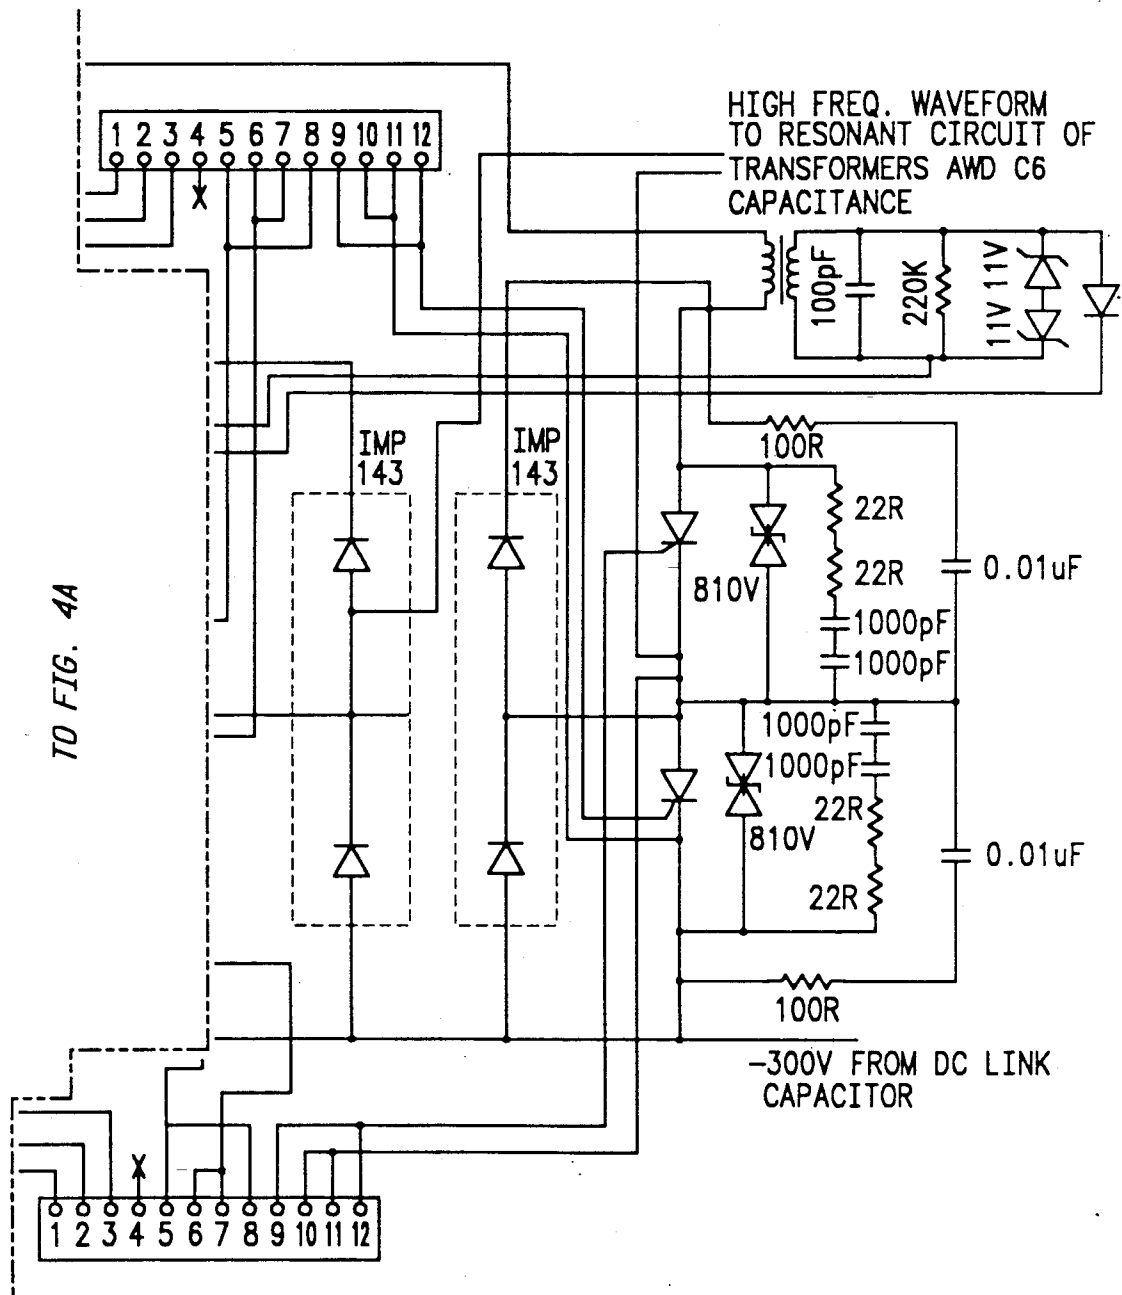 HIGH FREQ. WAVEFORM
TO RESONANT CIRCUIT OF
TRANSFORMERS AWD C6
CAPACITANCE
1 2 3 4 5 6 7 8 9 10 11 12
X
100pF
220K
11V 11V
100R
IMP
143
IMP
143
22R
810V
22R
0.01uF
1000pF
1000pF
TO FIG. 4A
1000pF
1000pF
22R
810V
0.01uF
22R
100R
-300V FROM DC LINK
CAPACITOR
X
1 2 3 4 5 6 7 8 9 10 11 12